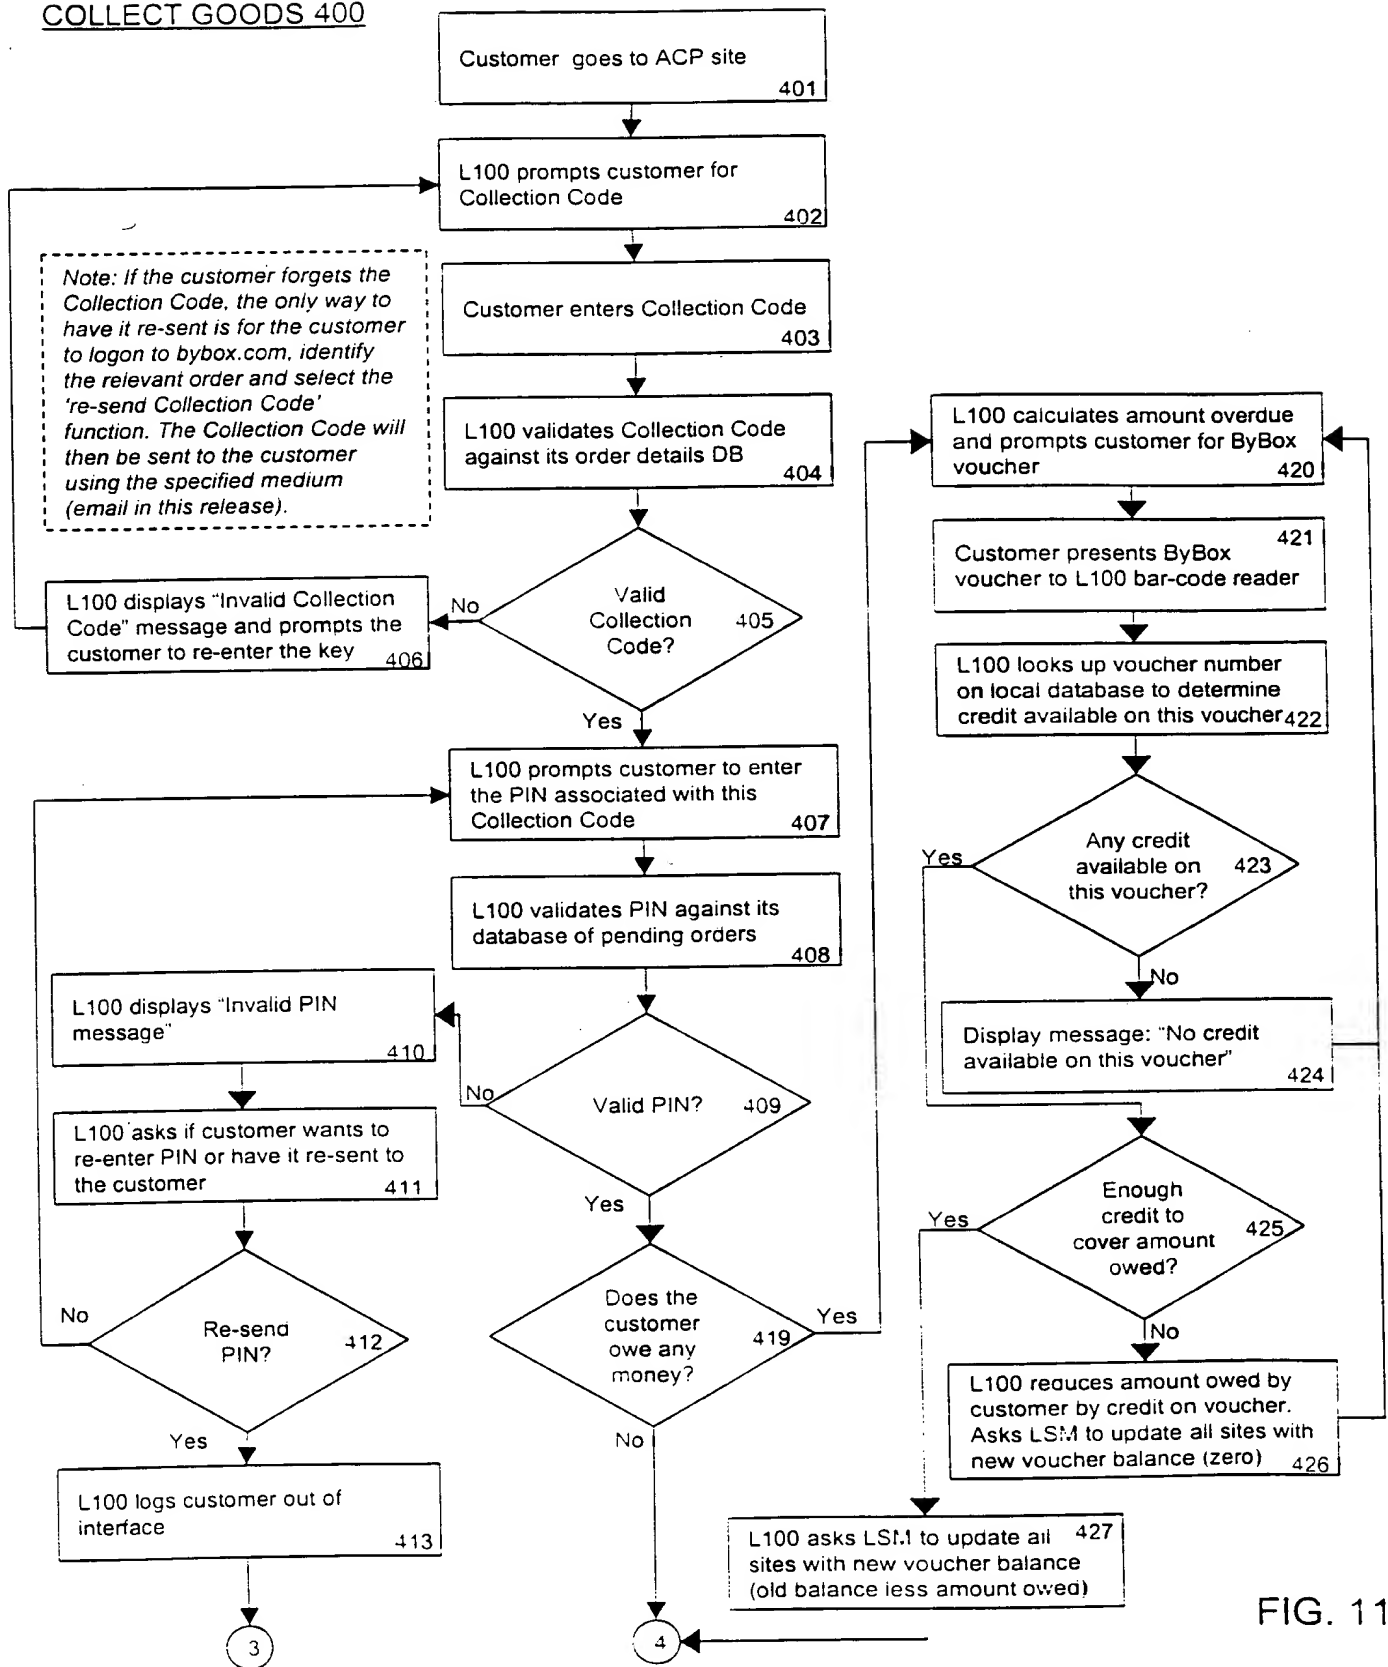 COLLECT GOODS 400
Customer goes to ACP site
401
L100 prompts customer for
Collection Code
402
Note: If the customer forgets the
Collection Code, the only way to
have it re-sent is for the customer
to logon to bybox.com, identify
the relevant order and select the
're-send Collection Code'
function. The Collection Code will
then be sent to the customer
using the specified medium
(email in this release).
Customer enters Collection Code
403
L100 validates Collection Code
against its order details DB
404
Valid
Collection
Code?
405
No
Yes
L100 displays "Invalid Collection
Code" message and prompts the
customer to re-enter the key
406
L100 prompts customer to enter
the PIN associated with this
Collection Code
407
L100 validates PIN against its
database of pending orders
408
Valid PIN?
409
No
Yes
L100 displays "Invalid PIN
message"
410
L100 asks if customer wants to
re-enter PIN or have it re-sent to
the customer
411
Re-send
PIN?
412
No
Yes
L100 logs customer out of
interface
413
3
Does the
customer
owe any
money?
419
Yes
No
4
L100 calculates amount overdue
and prompts customer for ByBox
voucher
420
421
Customer presents ByBox
voucher to L100 bar-code reader
L100 looks up voucher number
on local database to determine
credit available on this voucher
422
Any credit
available on
this voucher?
423
Yes
No
Display message: "No credit
available on this voucher"
424
Enough
credit to
cover amount
owed?
425
Yes
No
L100 reduces amount owed by
customer by credit on voucher.
Asks LSM to update all sites with
new voucher balance (zero)
426
L100 asks LSM to update all
sites with new voucher balance
(old balance less amount owed)
427
FIG. 11